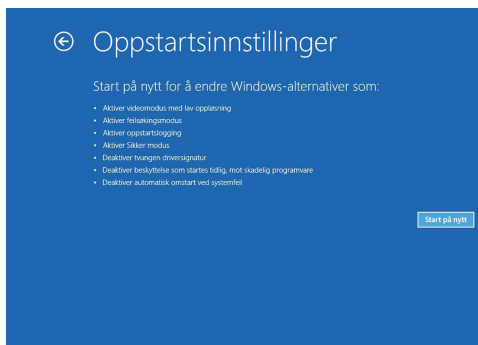 Oppstartsinnstillinger
Start på nytt for å endre Windows-alternativer som:
• Aktiver videomodus med lav oppløsning
• Aktiver feilsøkingsmodus
• Aktiver oppstartslogging
• Aktiver Sikker modus
• Deaktiver tvungen driversignatur
• Deaktiver beskyttelse som startes tidlig, mot skadelig programvare
• Deaktiver automatisk omstart ved systemfeil
Start på nytt